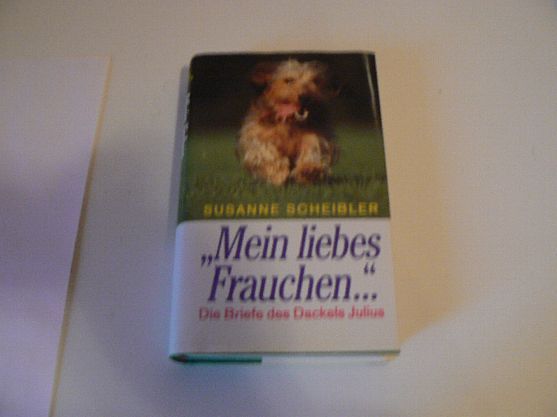 SUSANNE SCHEIBLER
„Mein liebes
Frauchen...“
Die Briefe des Dackels Julius